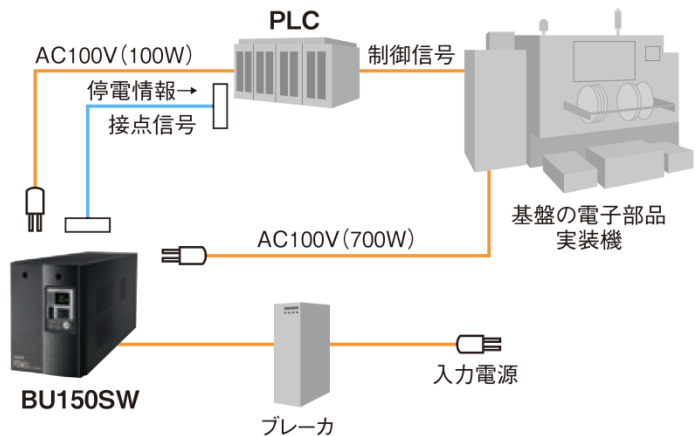 PLC
AC100V(100W)
制御信号
停電情報→
接点信号
基盤の電子部品
実装機
AC100V(700W)
BU150SW
入力電源
ブレーカ